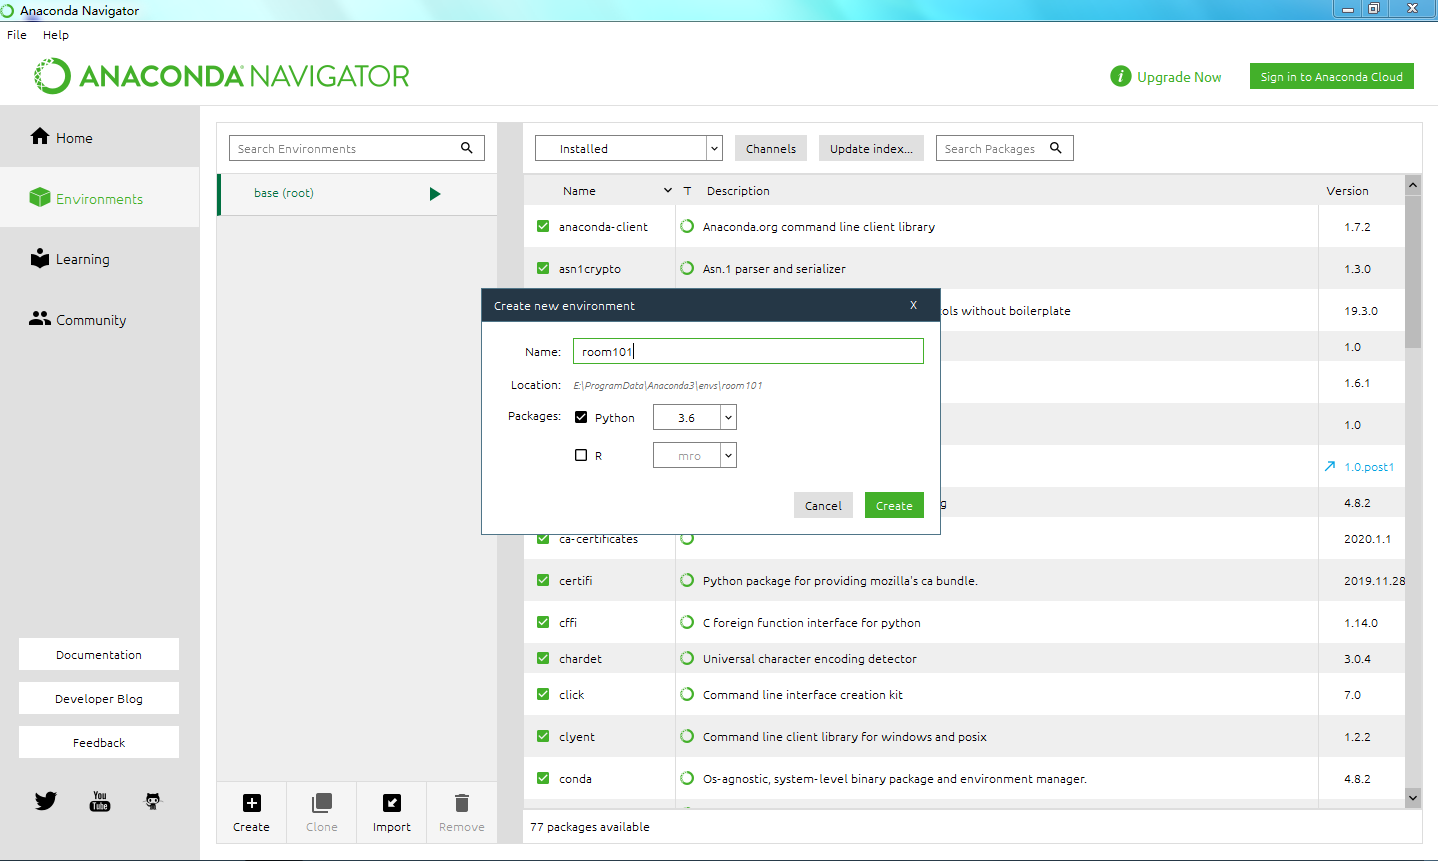 Anaconda Navigator
File Help
ANACONDA NAVIGATOR
Upgrade Now
Sign in to Anaconda Cloud
Home
Environments
Learning
Community
Documentation
Developer Blog
Feedback
You
Tube
Search Environments
base (root)
Create
Clone
Import
Remove
Installed
Channels
Update index...
Search Packages
Name T Description Version
anaconda-client Anaconda.org command line client library 1.7.2
asn1crypto Asn.1 parser and serializer 1.3.0
ols without boilerplate 19.3.0
1.0
1.6.1
1.0
1.0.post1
g 4.8.2
ca-certificates 2020.1.1
certifi Python package for providing mozilla's ca bundle. 2019.11.28
cffi C foreign function interface for python 1.14.0
chardet Universal character encoding detector 3.0.4
click Command line interface creation kit 7.0
clyent Command line client library for windows and posix 1.2.2
conda Os-agnostic, system-level binary package and environment manager. 4.8.2
77 packages available
Create new environment X
Name: room101
Location: E:\ProgramData\Anaconda3\envs\room101
Packages: Python 3.6
R mro
Cancel Create